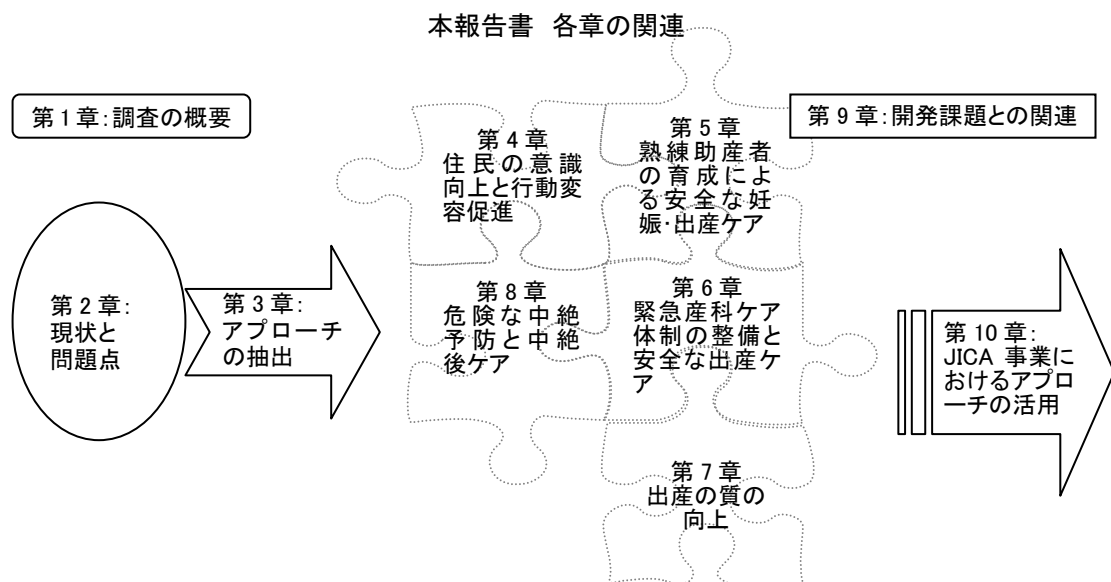 本報告書 各章の関連
第1章：調査の概要
第9章：開発課題との関連
第4章
住民の意識
向上と行動変
容促進
第5章
熟練助産者
の育成によ
る安全な妊
娠・出産ケア
第2章：
現状と
問題点
第3章：
アプローチ
の抽出
第8章
危険な中絶
予防と中絶
後ケア
第6章
緊急産科ケア
体制の整備と
安全な出産ケ
ア
第10章：
JICA 事業に
おけるアプロ
ーチの活用
第7章
出産の質の
向上